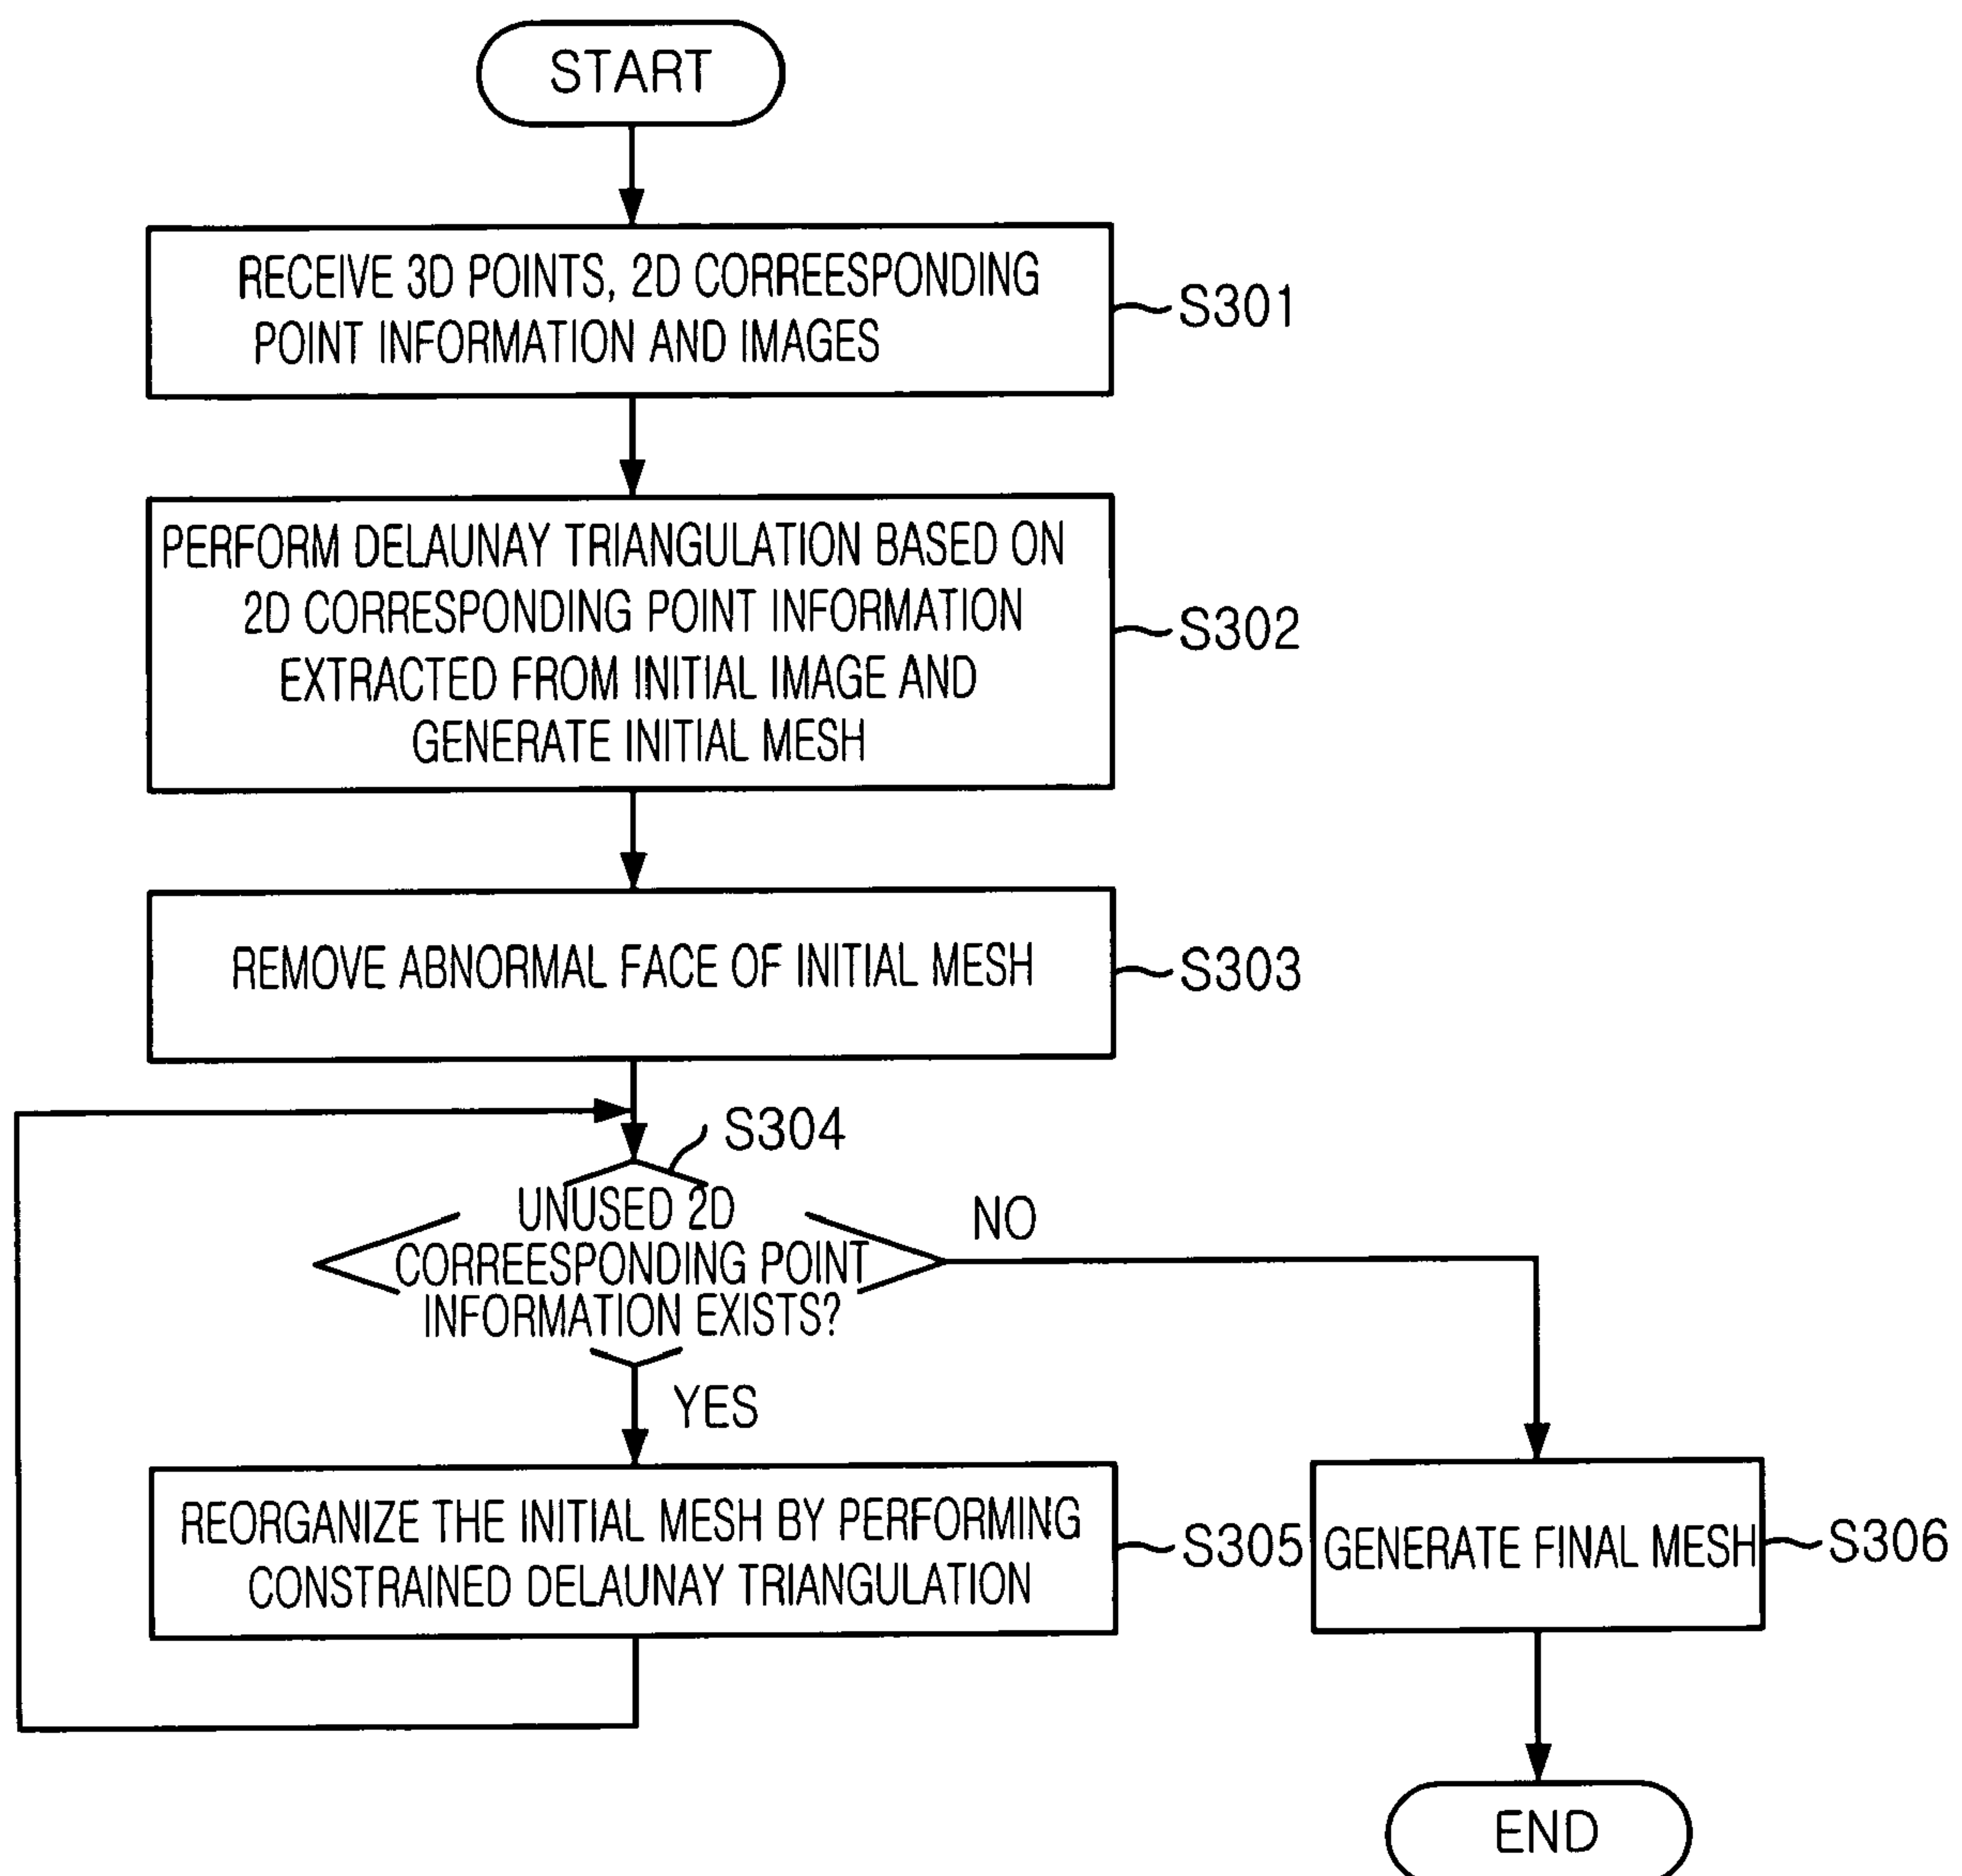 START
RECEIVE 3D POINTS, 2D CORREESPONDING
POINT INFORMATION AND IMAGES
S301
PERFORM DELAUNAY TRIANGULATION BASED ON
2D CORRESPONDING POINT INFORMATION
EXTRACTED FROM INITIAL IMAGE AND
GENERATE INITIAL MESH
S302
REMOVE ABNORMAL FACE OF INITIAL MESH
S303
S304
UNUSED 2D
CORREESPONDING POINT
INFORMATION EXISTS?
NO
YES
REORGANIZE THE INITIAL MESH BY PERFORMING
CONSTRAINED DELAUNAY TRIANGULATION
S305
GENERATE FINAL MESH
S306
END